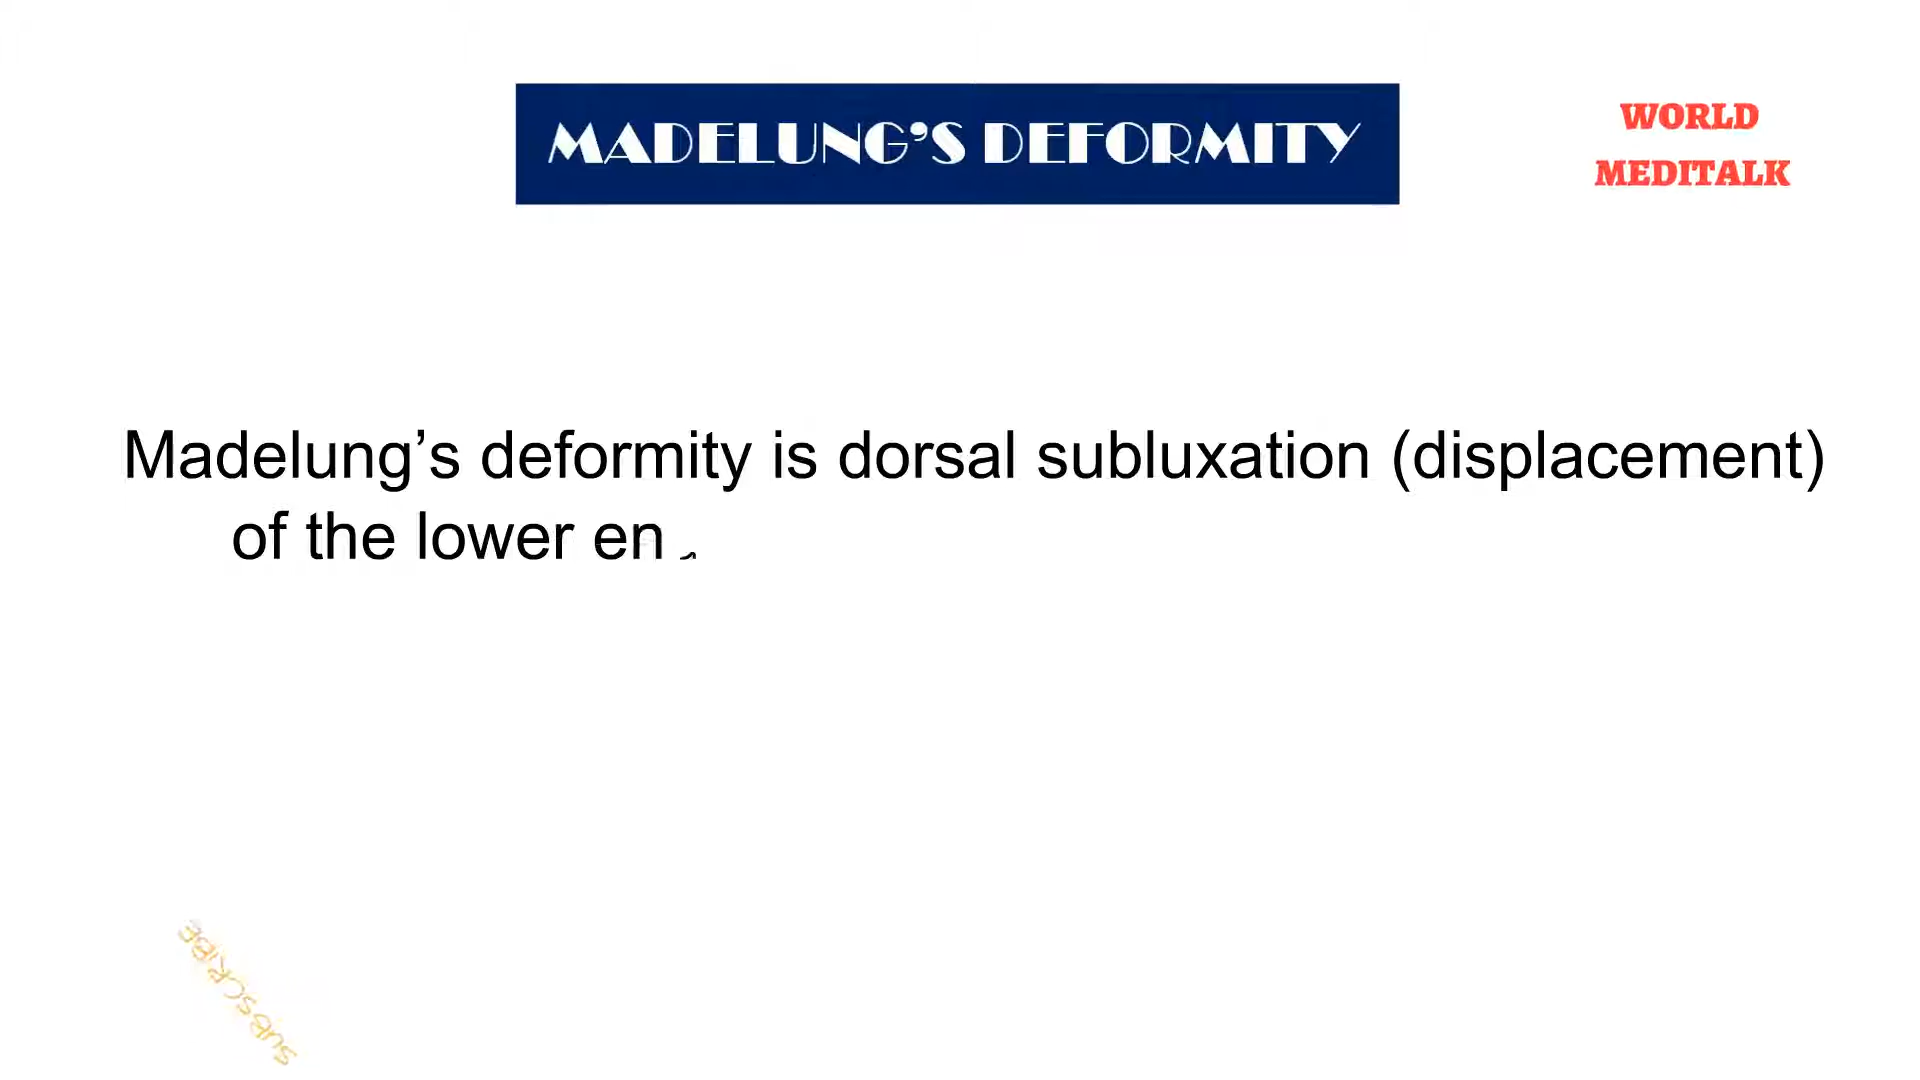 MADELUNG’S DEFORMITY
WORLD
MEDITALK
Madelung’s deformity is dorsal subluxation (displacement)
of the lower en
SUBSCRIBE